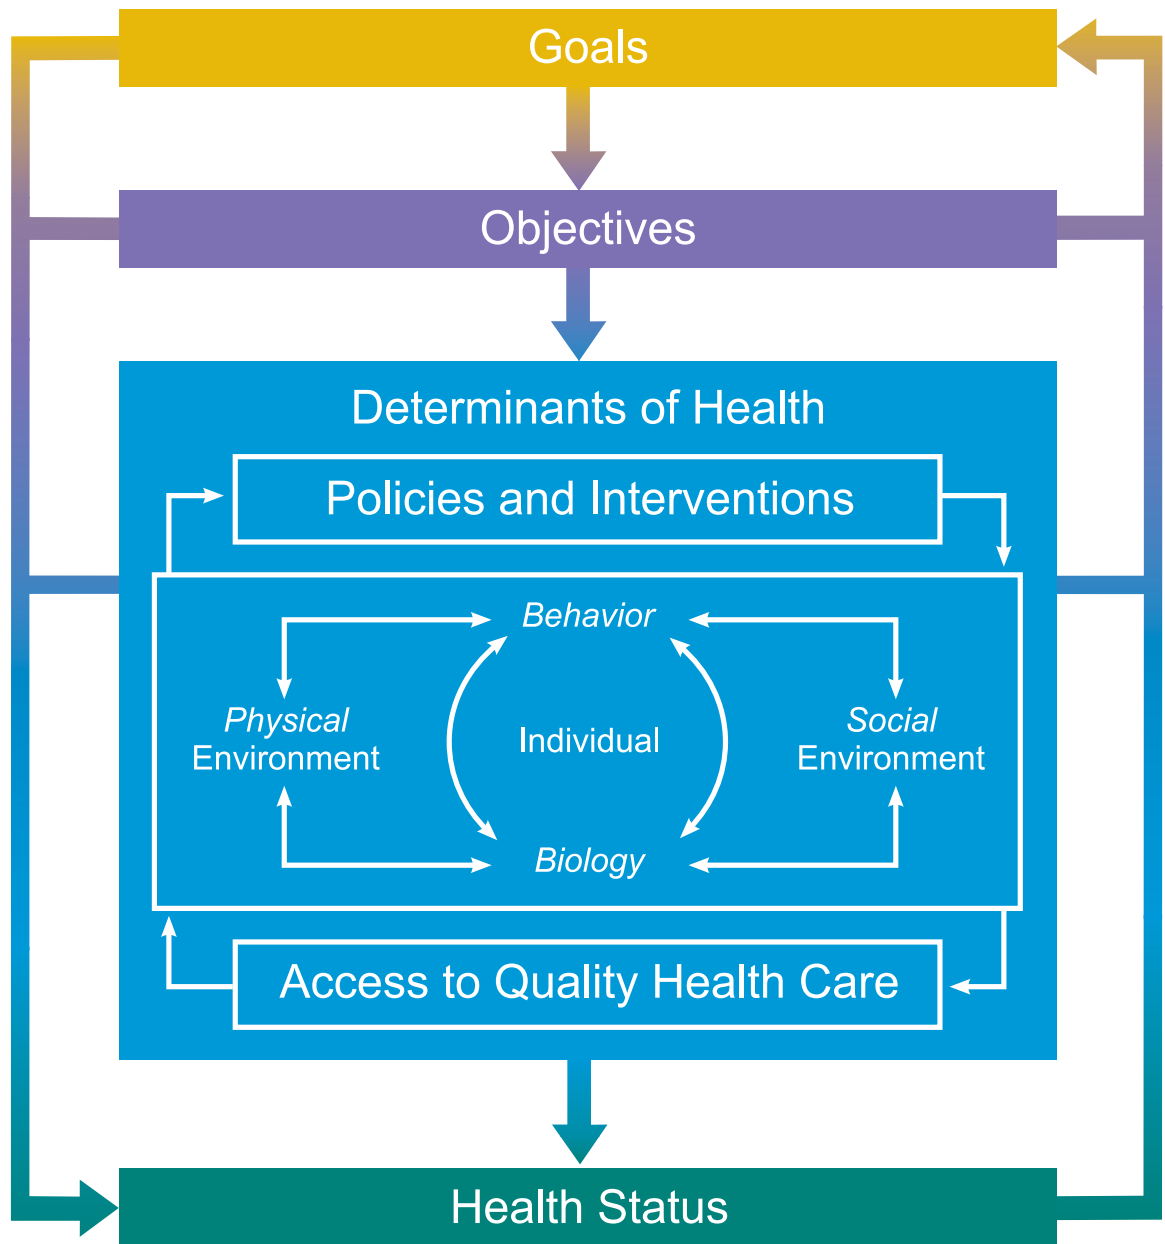 Goals
Objectives
Determinants of Health
Policies and Interventions
Behavior
Physical
Environment
Individual
Social
Environment
Biology
Access to Quality Health Care
Health Status